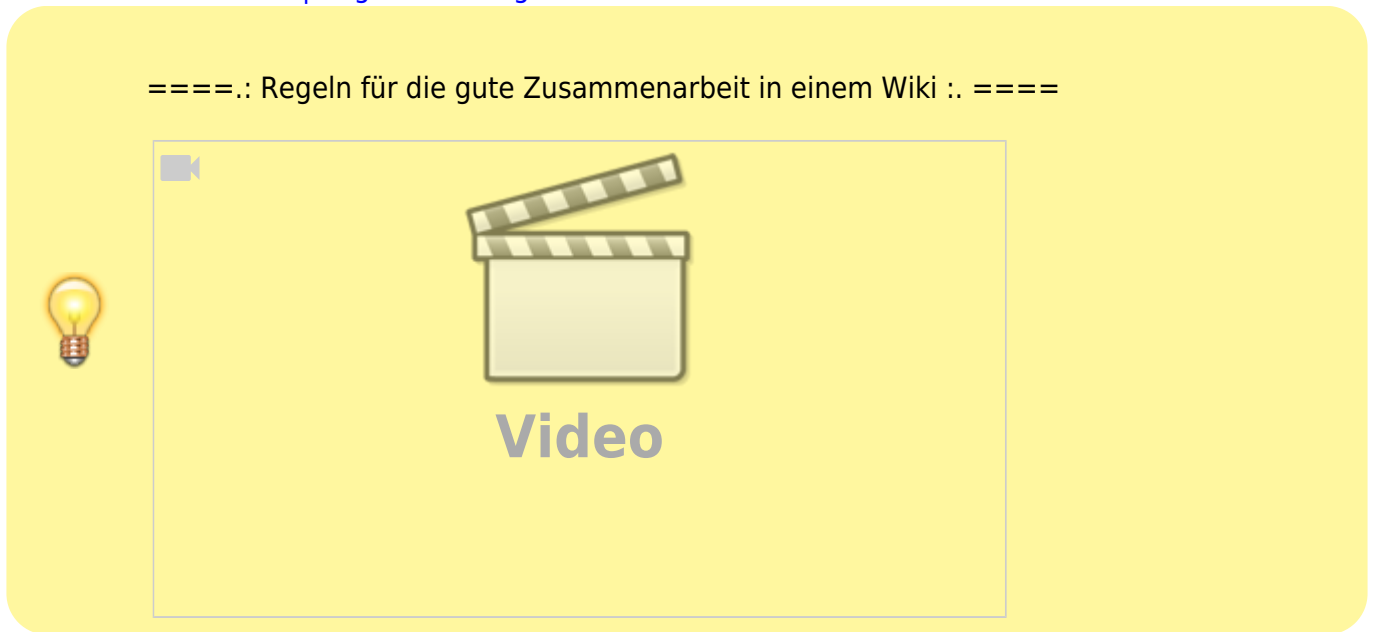 ====.: Regeln für die gute Zusammenarbeit in einem Wiki :. ====
Video